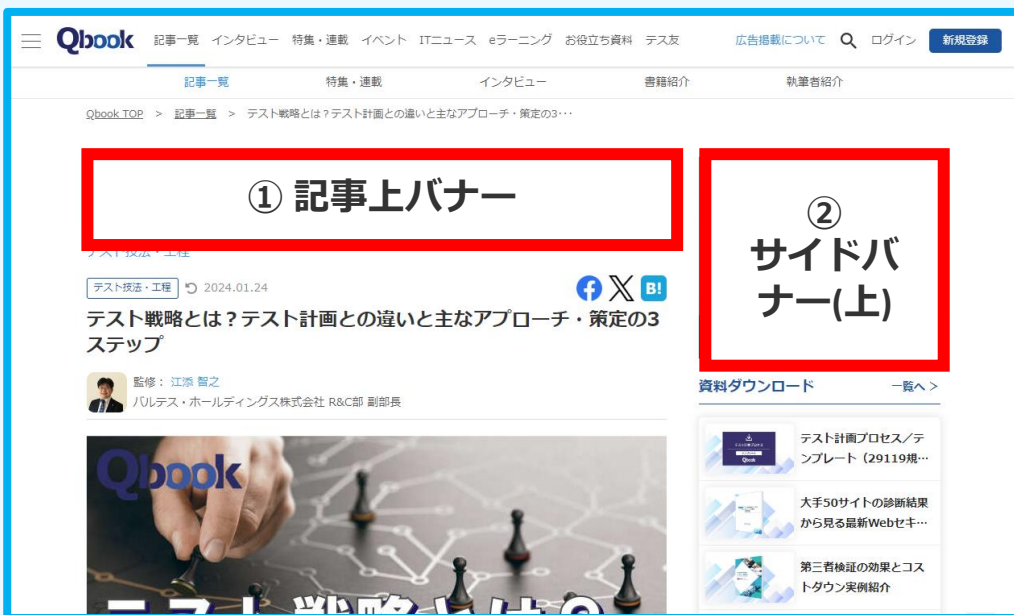 Qbook 記事一覧 インタビュー 特集・連載 イベント ITニュース eラーニング お役立ち資料 テス友 広告掲載について ログイン 新規登録
記事一覧 特集・連載 インタビュー 書籍紹介 執筆者紹介
Qbook TOP > 記事一覧 > テスト戦略とは？テスト計画との違いと主なアプローチ・策定の3･･･
① 記事上バナー
②
サイドバ
ナー(上)
テスト技法・工程
テスト技法・工程 2024.01.24
B!
テスト戦略とは？テスト計画との違いと主なアプローチ・策定の3
ステップ
監修： 江添 智之
バルテス・ホールディングス株式会社 R&C部 副部長
Qbook
テスト戦略とは？
資料ダウンロード 一覧へ >
テスト計画プロセス／テ
ンプレート（29119規…
大手50サイトの診断結果
から見る最新Webセキ…
第三者検証の効果とコス
トダウン実例紹介